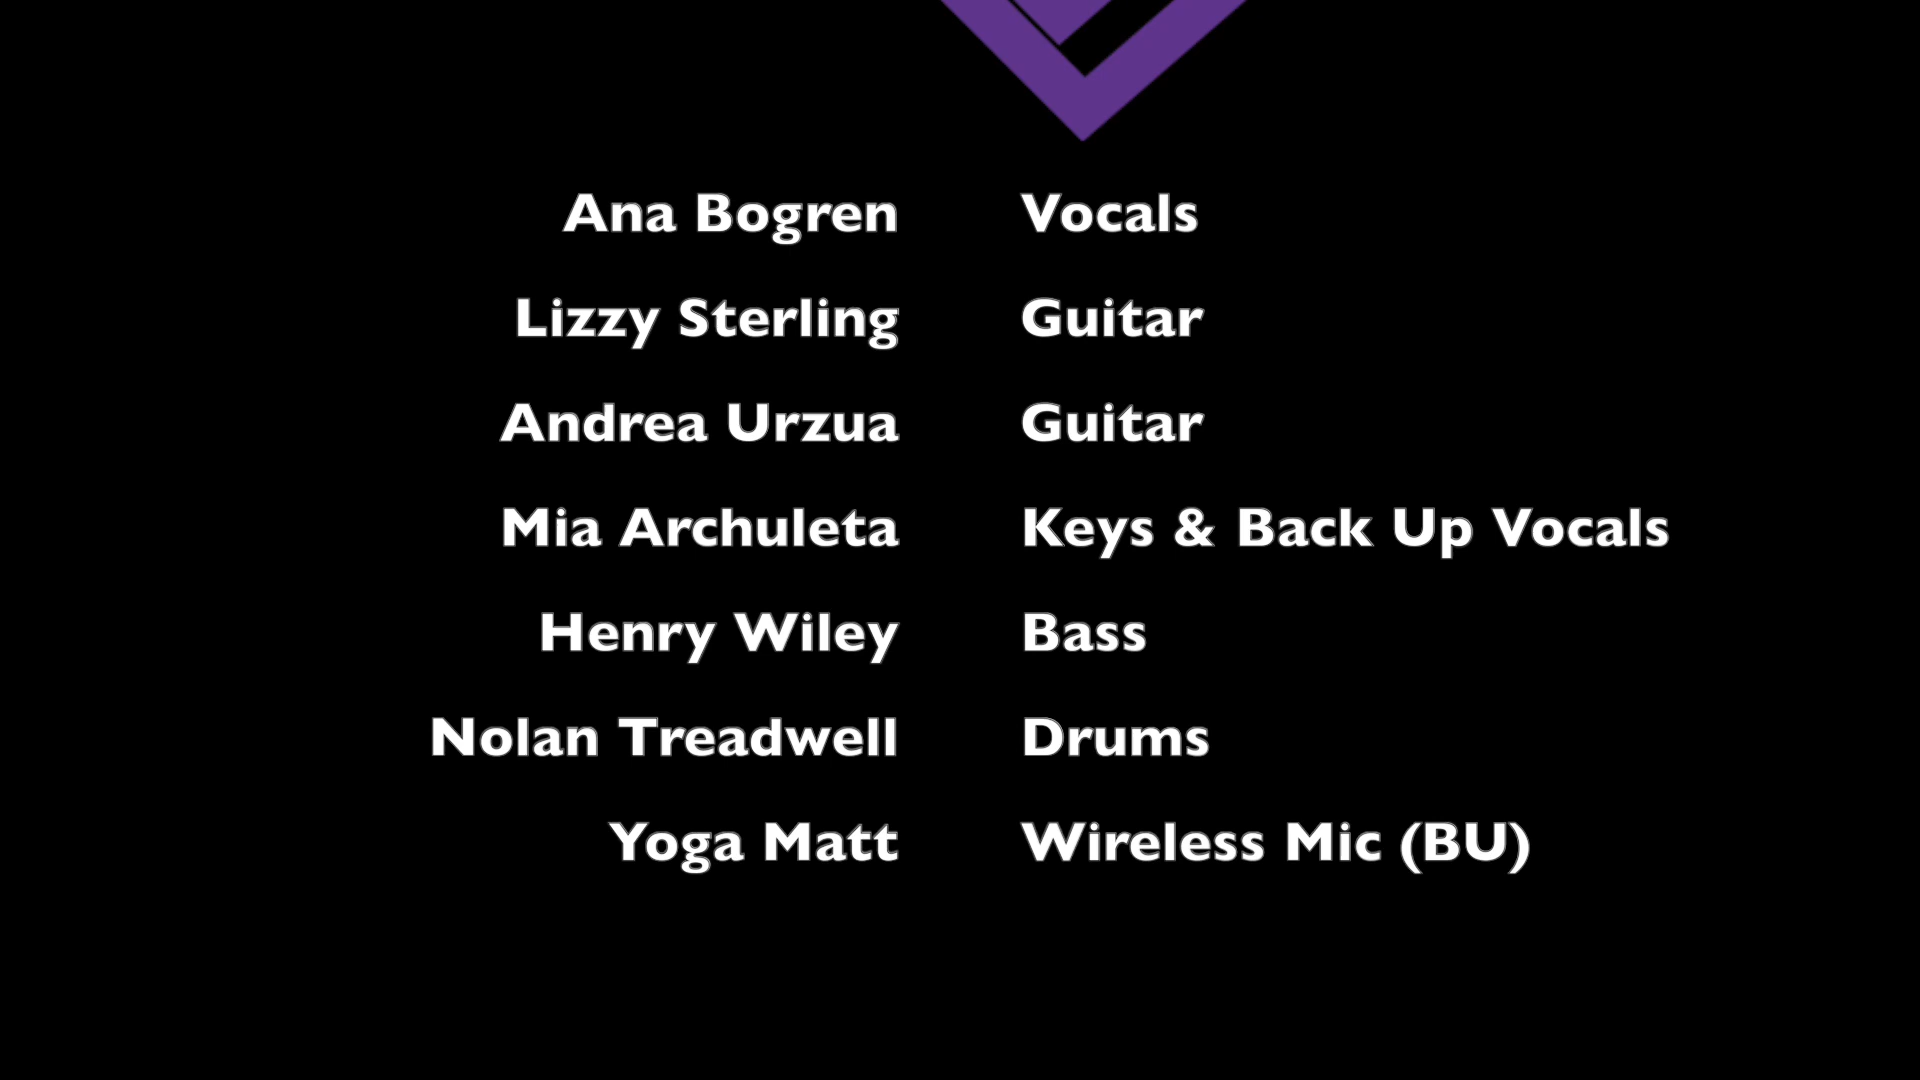 Ana Bogren Vocals
Lizzy Sterling Guitar
Andrea Urzua Guitar
Mia Archuleta Keys & Back Up Vocals
Henry Wiley Bass
Nolan Treadwell Drums
Yoga Matt Wireless Mic (BU)